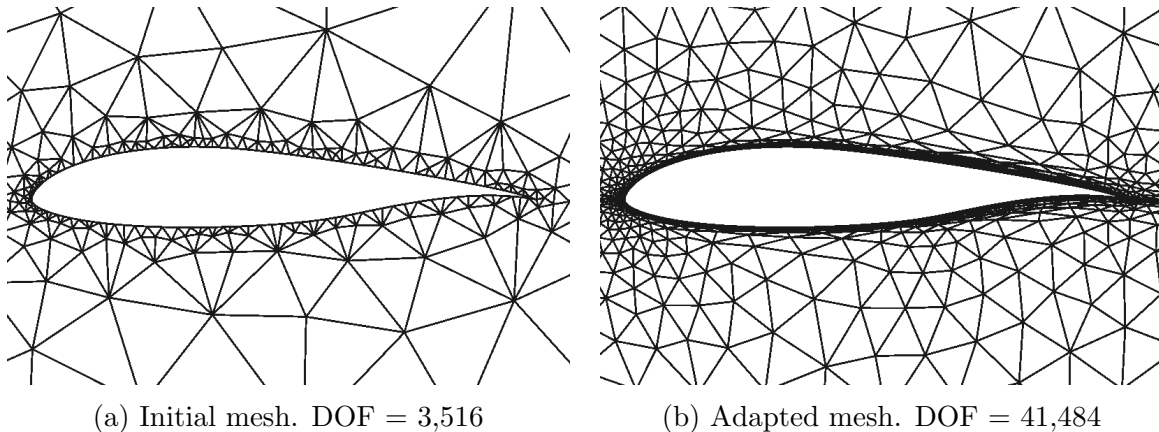 (a) Initial mesh. DOF = 3,516
(b) Adapted mesh. DOF = 41,484